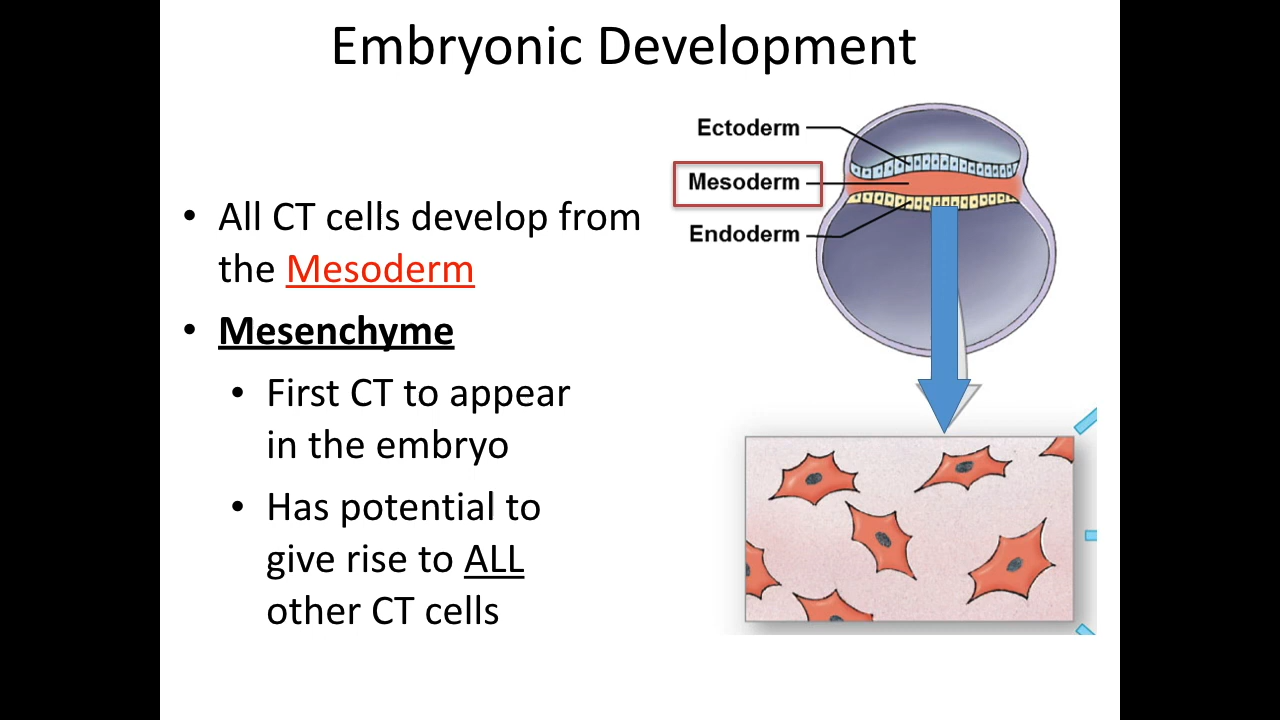 Embryonic Development
Ectoderm
Mesoderm
Endoderm
• All CT cells develop from
the Mesoderm
• Mesenchyme
• First CT to appear
in the embryo
• Has potential to
give rise to ALL
other CT cells